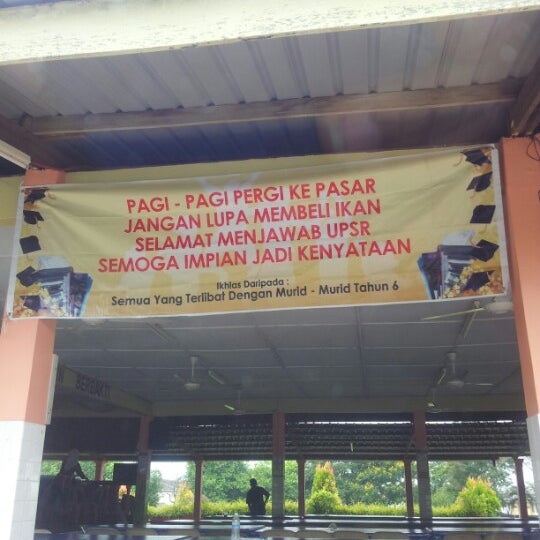 PAGI - PAGI PERGI KE PASAR
JANGAN LUPA MEMBELI IKAN
SELAMAT MENJAWAB UPSR
SEMOGA IMPIAN JADI KENYATAAN
Ikhlas Daripada :
Semua Yang Terlibat Dengan Murid - Murid Tahun 6
BERBAKTI